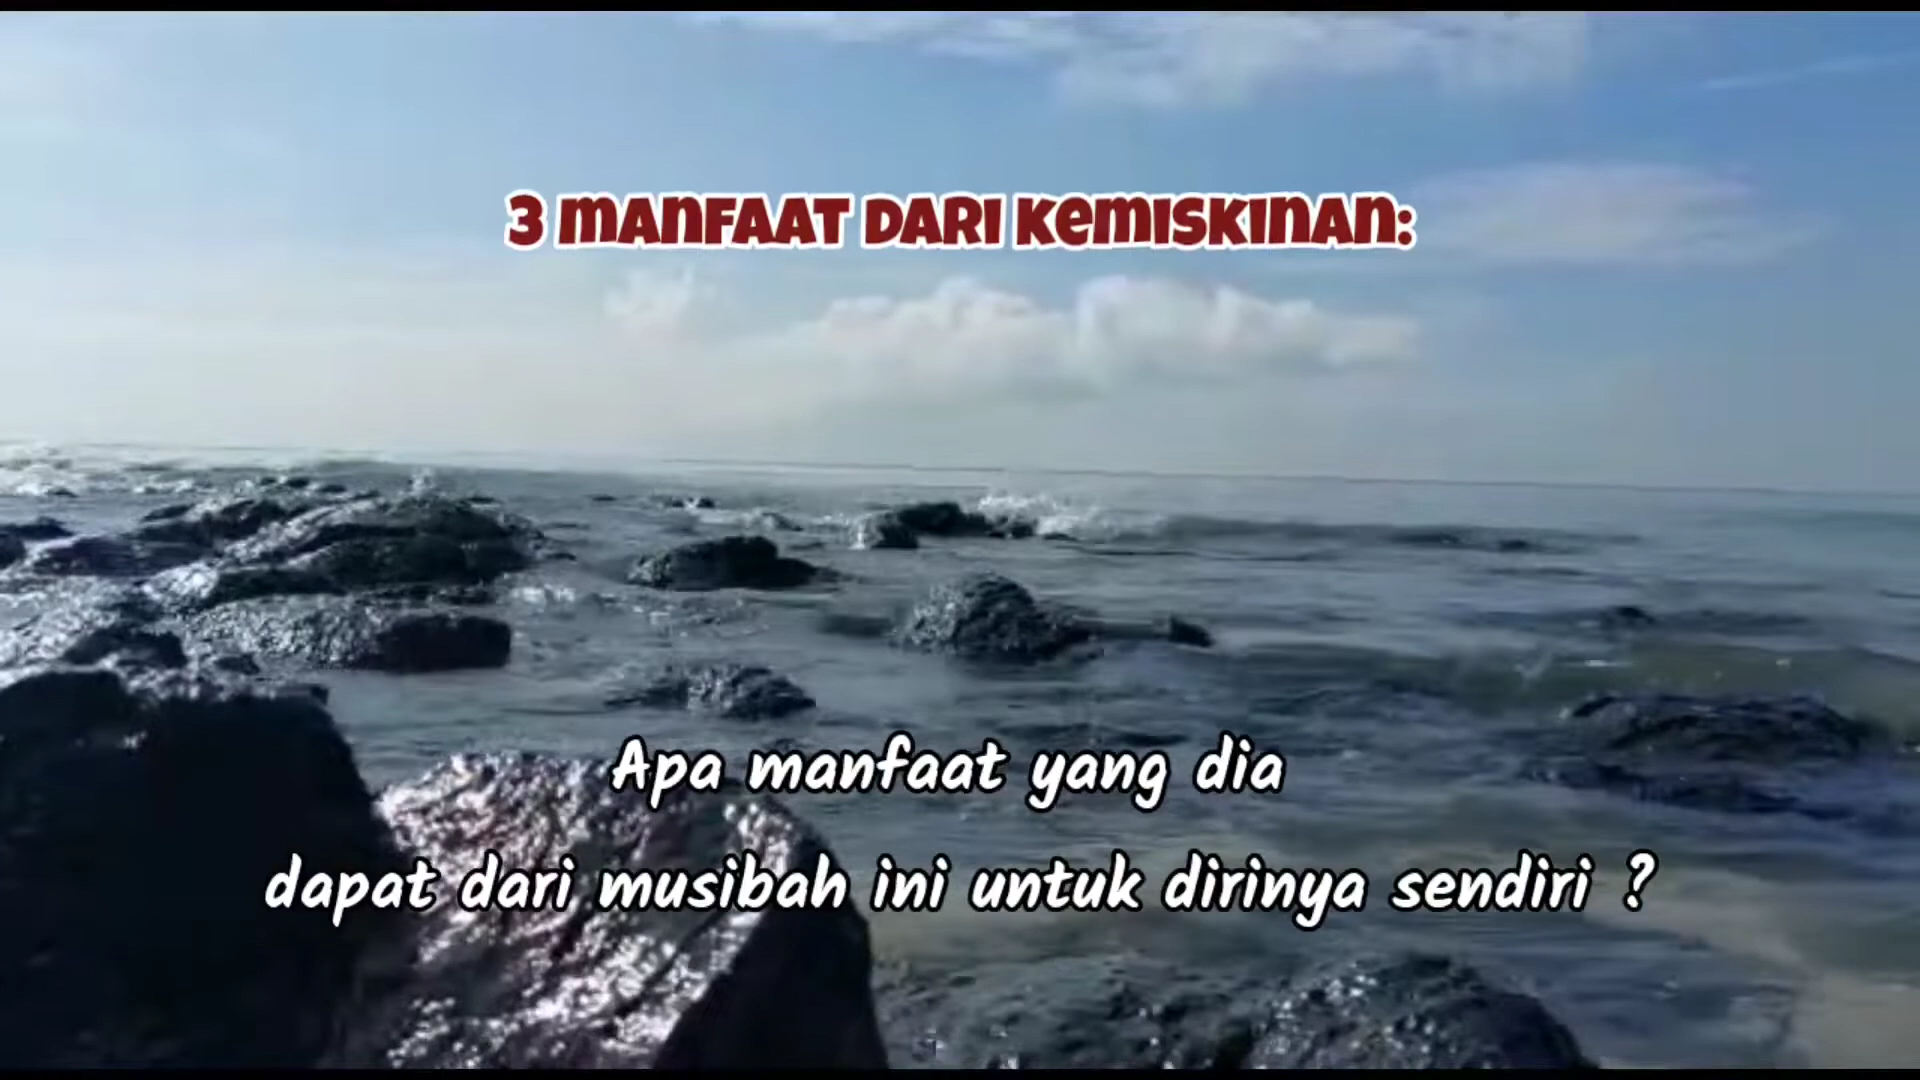 3 MANFAAT DARI KEMISKINAN:
Apa manfaat yang dia
dapat dari musibah ini untuk dirinya sendiri ?